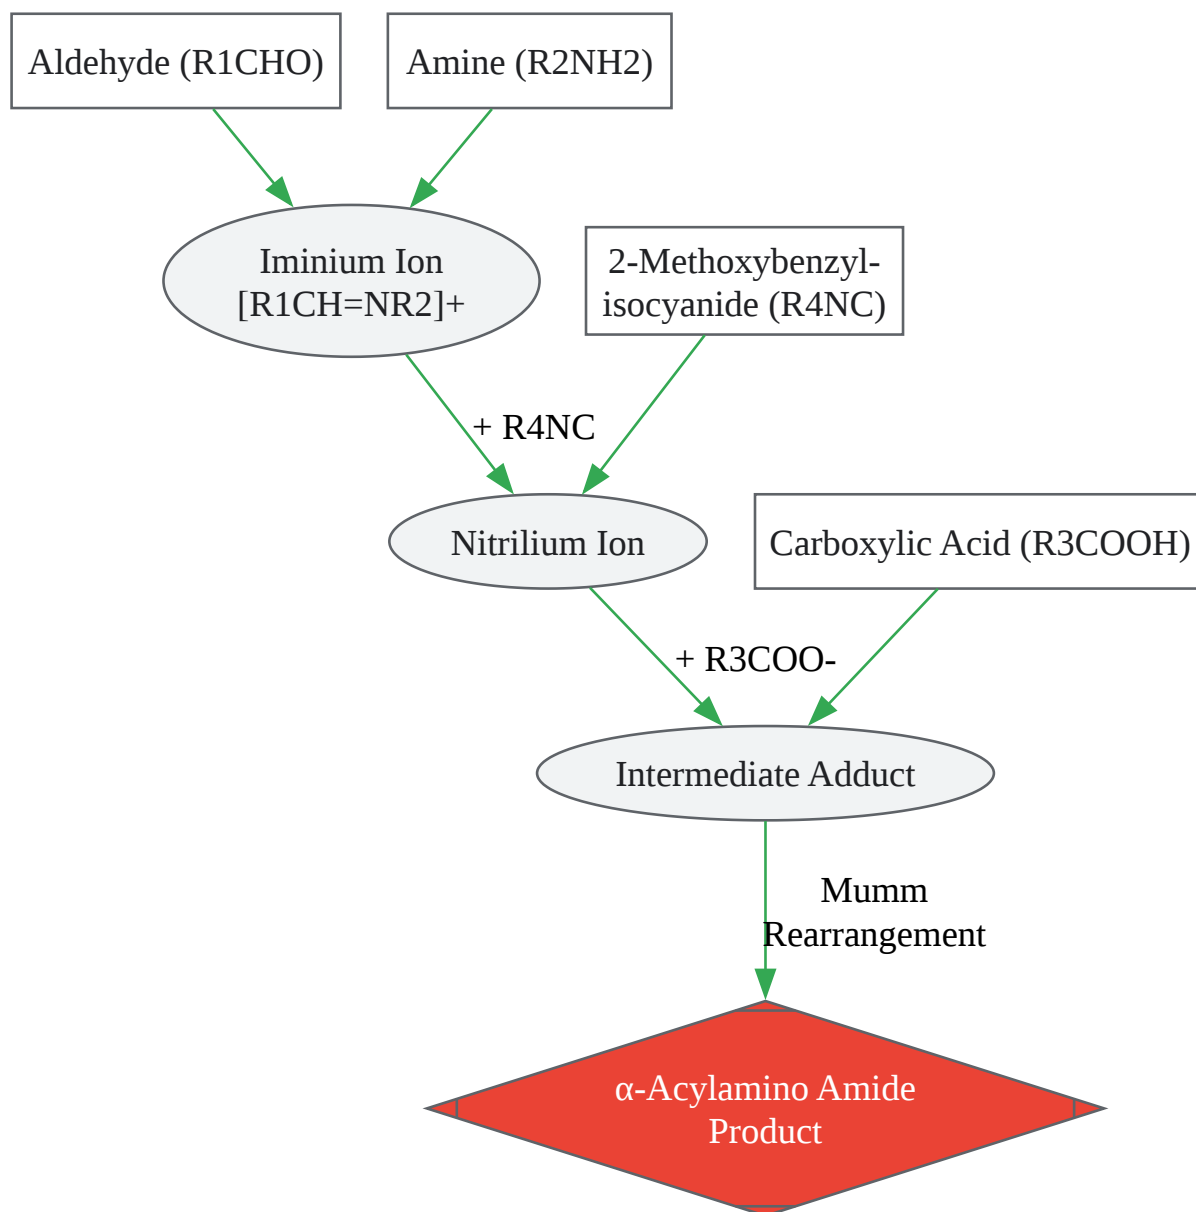 Aldehyde (R1CHO)
Amine (R2NH2)
Iminium Ion
[R1CH=NR2]+
2-Methoxybenzyl-
isocyanide (R4NC)
+ R4NC
Nitrilium Ion
Carboxylic Acid (R3COOH)
+ R3COO-
Intermediate Adduct
Mumm
Rearrangement
α-Acylamino Amide
Product